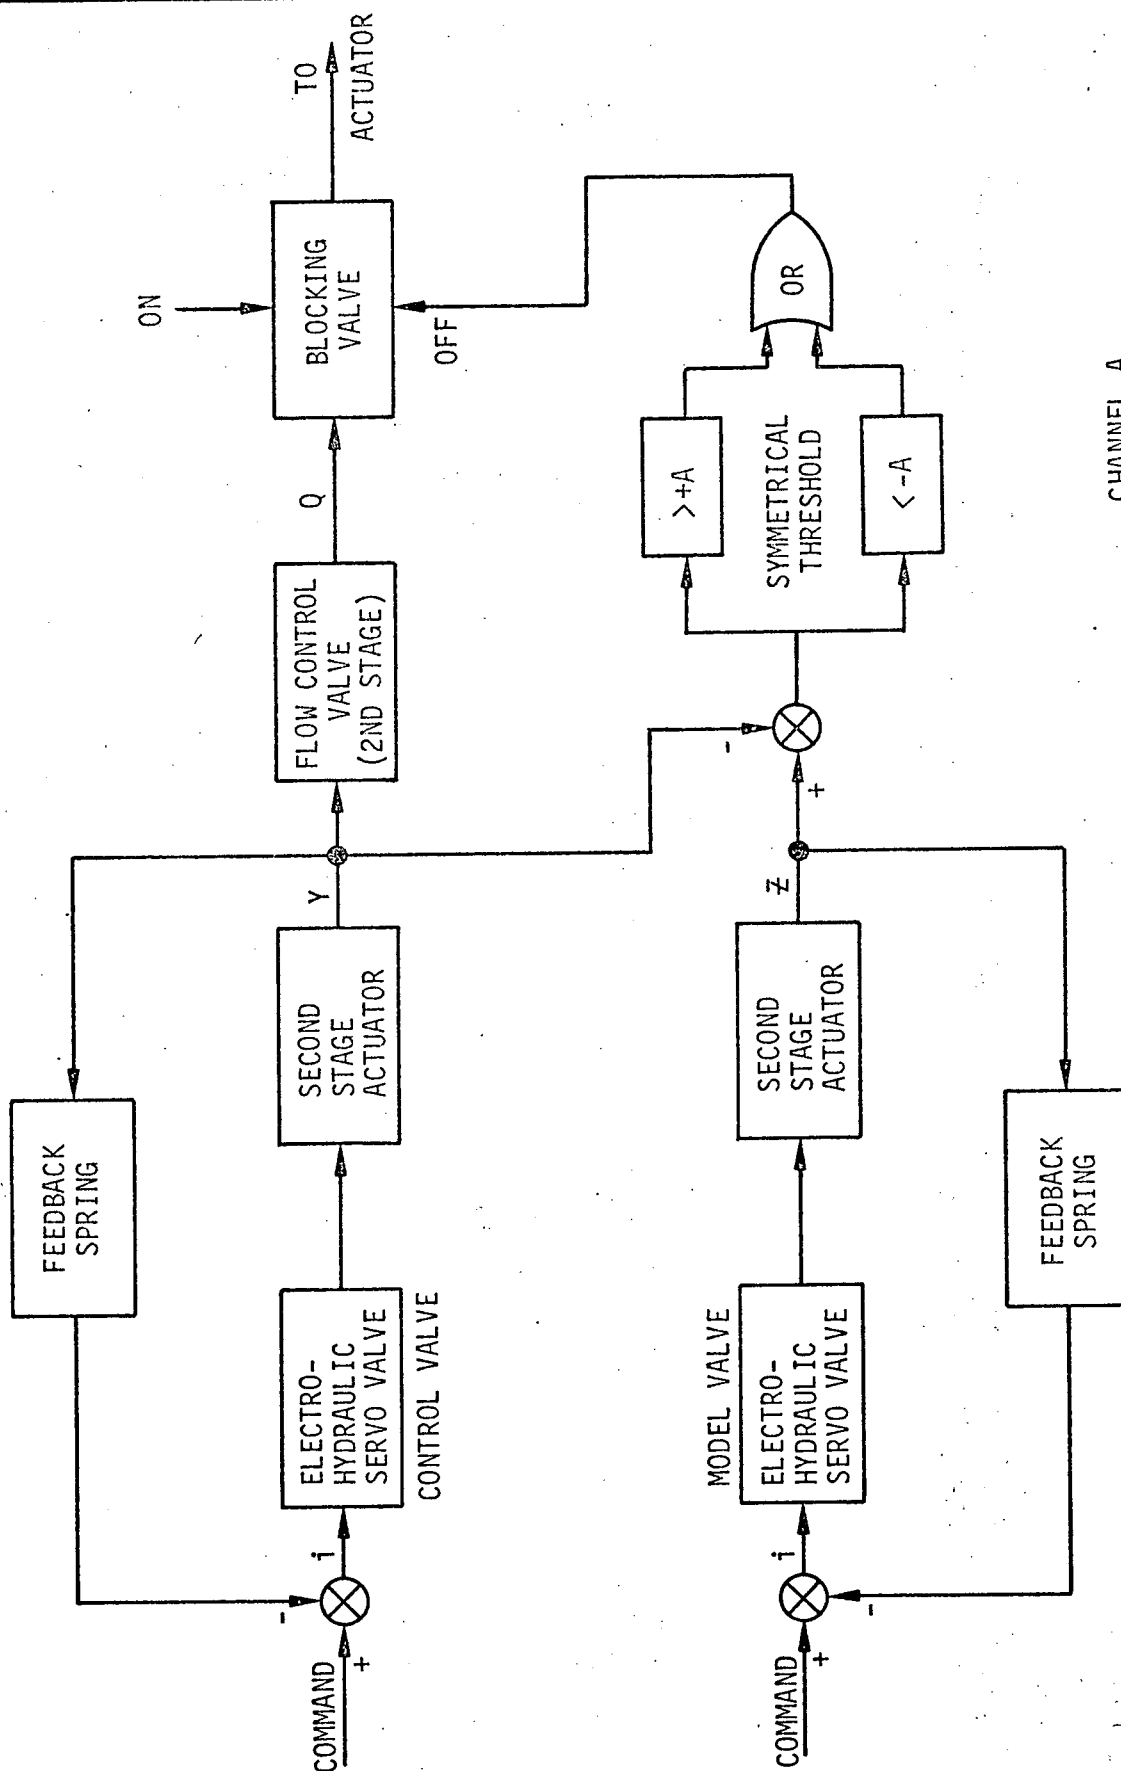 COMMAND
+
-
i
ELECTRO-
HYDRAULIC
SERVO VALVE
CONTROL VALVE
FEEDBACK
SPRING
SECOND
STAGE
ACTUATOR
Y
FLOW CONTROL
VALVE
(2ND STAGE)
Q
BLOCKING
VALVE
ON
OFF
TO
ACTUATOR
COMMAND
+
-
i
MODEL VALVE
ELECTRO-
HYDRAULIC
SERVO VALVE
SECOND
STAGE
ACTUATOR
Z
FEEDBACK
SPRING
+
-
>+A
SYMMETRICAL
THRESHOLD
<-A
OR
CHANNEL A